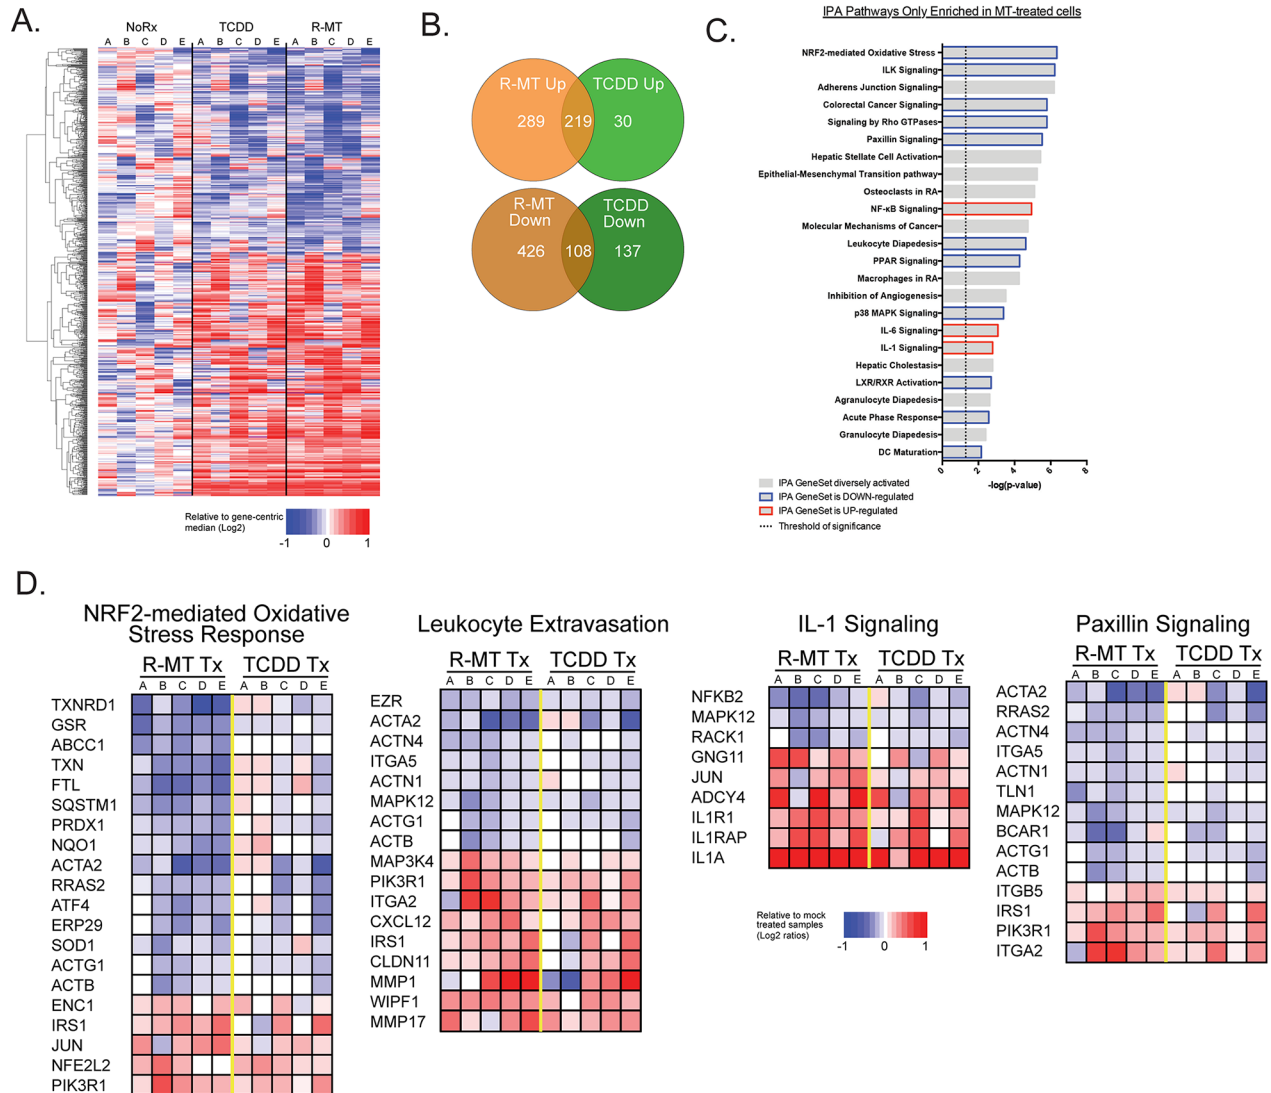 A.
NoRx
TCDD
R-MT
A B C D E A B C D E A B C D E
Relative to gene-centric
median (Log2)
-1 0 1
B.
R-MT Up
TCDD Up
289 219 30
R-MT
Down
TCDD
Down
426 108 137
C.
IPA Pathways Only Enriched in MT-treated cells
NRF2-mediated Oxidative Stress
ILK Signaling
Adherens Junction Signaling
Colorectal Cancer Signaling
Signaling by Rho GTPases
Paxillin Signaling
Hepatic Stellate Cell Activation
Epithelial-Mesenchymal Transition pathway
Osteoclasts in RA
NF-κB Signaling
Molecular Mechanisms of Cancer
Leukocyte Diapedesis
PPAR Signaling
Macrophages in RA
Inhibition of Angiogenesis
p38 MAPK Signaling
IL-6 Signaling
IL-1 Signaling
Hepatic Cholestasis
LXR/RXR Activation
Agranulocyte Diapedesis
Acute Phase Response
Granulocyte Diapedesis
DC Maturation
0 2 4 6 8
-log(p-value)
IPA GeneSet diversely activated
IPA GeneSet is DOWN-regulated
IPA GeneSet is UP-regulated
Threshold of significance
D.
NRF2-mediated Oxidative
Stress Response
R-MT Tx TCDD Tx
A B C D E A B C D E
TXNRD1
GSR
ABCC1
TXN
FTL
SQSTM1
PRDX1
NQO1
ACTA2
RRAS2
ATF4
ERP29
SOD1
ACTG1
ACTB
ENC1
IRS1
JUN
NFE2L2
PIK3R1
Leukocyte Extravasation
R-MT Tx TCDD Tx
A B C D E A B C D E
EZR
ACTA2
ACTN4
ITGA5
ACTN1
MAPK12
ACTG1
ACTB
MAP3K4
PIK3R1
ITGA2
CXCL12
IRS1
CLDN11
MMP1
WIPF1
MMP17
IL-1 Signaling
R-MT Tx TCDD Tx
A B C D E A B C D E
NFKB2
MAPK12
RACK1
GNG11
JUN
ADCY4
IL1R1
IL1RAP
IL1A
Relative to mock
treated samples
(Log2 ratios)
-1 0 1
Paxillin Signaling
R-MT Tx TCDD Tx
A B C D E A B C D E
ACTA2
RRAS2
ACTN4
ITGA5
ACTN1
TLN1
MAPK12
BCAR1
ACTG1
ACTB
ITGB5
IRS1
PIK3R1
ITGA2